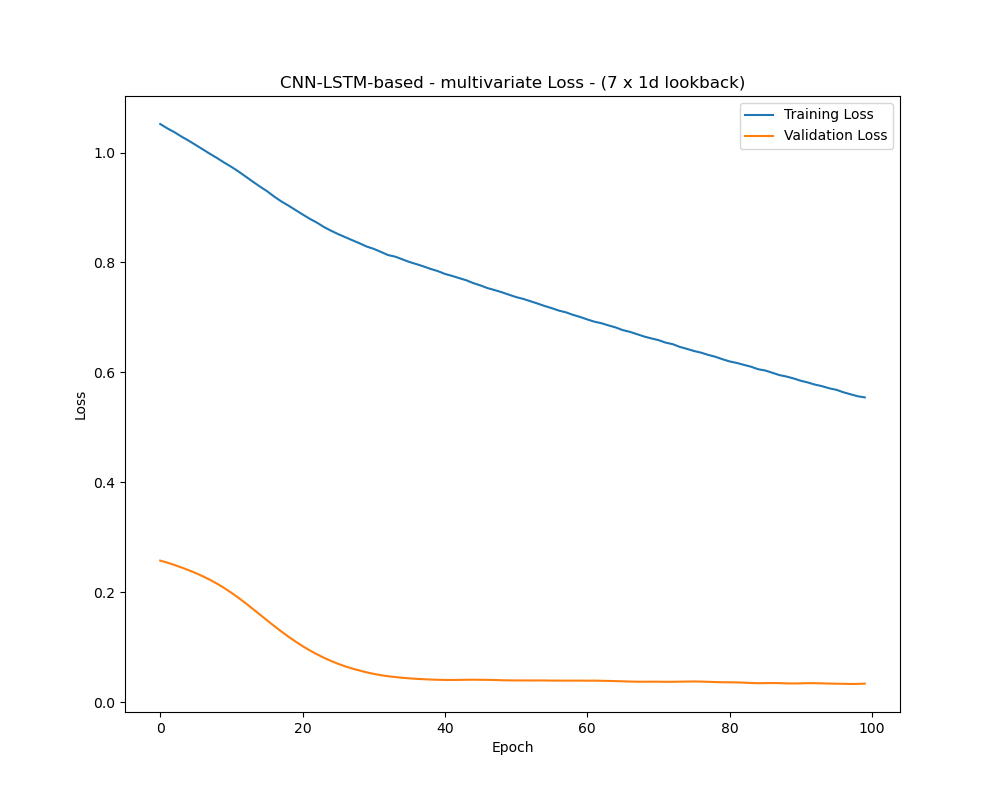 CNN-LSTM-based - multivariate Loss - (7 x 1d lookback)
Training Loss
Validation Loss
Loss
1.0
0.8
0.6
0.4
0.2
0.0
0 20 40 60 80 100
Epoch